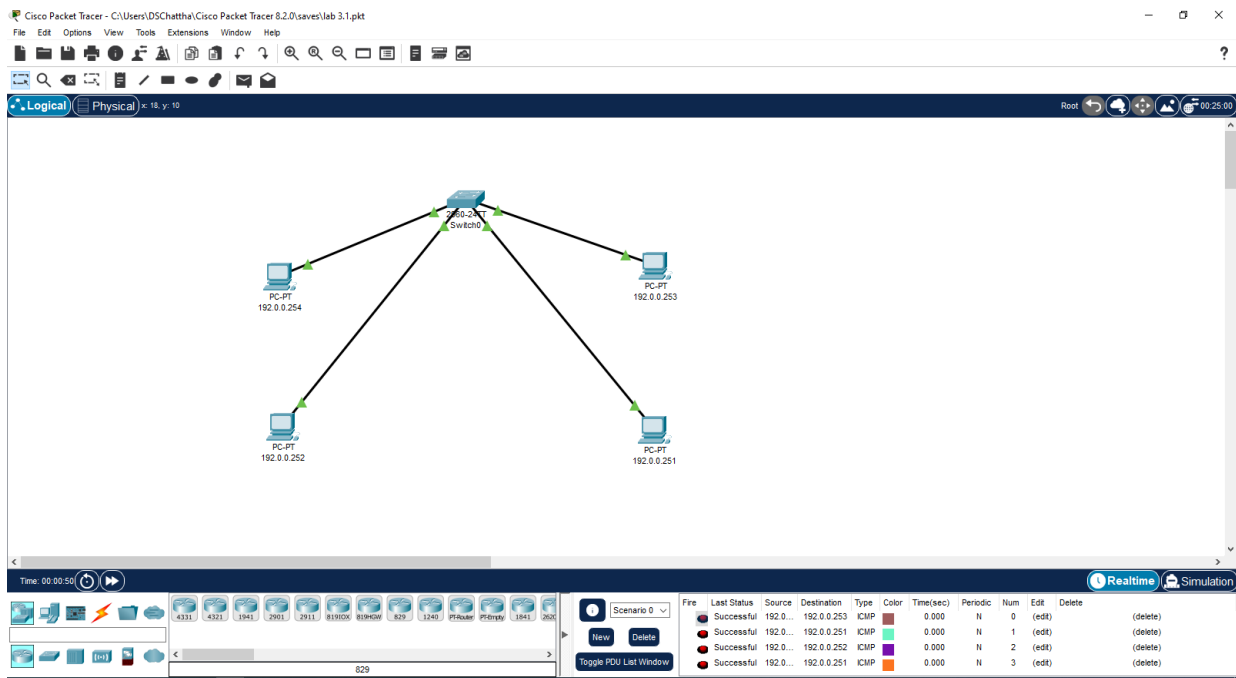 Cisco Packet Tracer - C:\Users\DSChattha\Cisco Packet Tracer 8.2.0\saves\lab 3.1.pkt
File Edit Options View Tools Extensions Window Help
?
Logical Physical x: 18, y: 10 Root 00:25:00
2960-24TT
Switch0
PC-PT
192.0.0.254
PC-PT
192.0.0.253
PC-PT
192.0.0.252
PC-PT
192.0.0.251
Time: 00:00:50 Realtime Simulation
4331 4321 1941 2901 2911 819IOX 819HGW 829 1240 PT-Router PT-Empty 1841 262
829
Scenario 0
New Delete
Toggle PDU List Window
Fire Last Status Source Destination Type Color Time(sec) Periodic Num Edit Delete
Successful 192.0... 192.0.0.253 ICMP 0.000 N 0 (edit) (delete)
Successful 192.0... 192.0.0.251 ICMP 0.000 N 1 (edit) (delete)
Successful 192.0... 192.0.0.252 ICMP 0.000 N 2 (edit) (delete)
Successful 192.0... 192.0.0.251 ICMP 0.000 N 3 (edit) (delete)